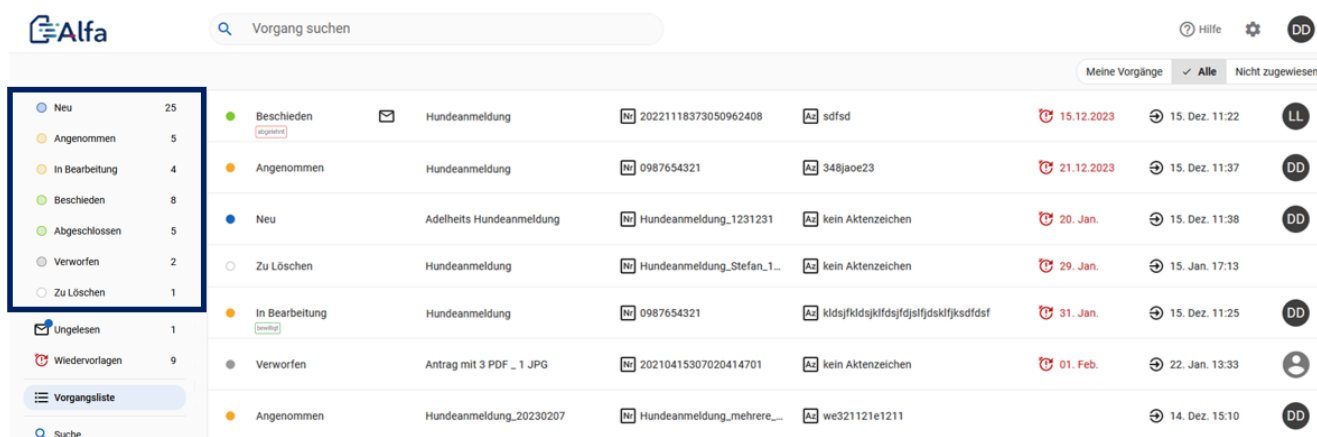 Alfa
Vorgang suchen
Hilfe
DD
Meine Vorgänge
Alle
Nicht zugewiesen
Neu 25
Angenommen 5
In Bearbeitung 4
Beschieden 8
Abgeschlossen 5
Verworfen 2
Zu Löschen 1
Ungelesen 1
Wiedervorlagen 9
Vorgangsliste
Suche
Beschieden Hundeanmeldung Nr 20221118373050962408 Az sdfsd 15.12.2023 15. Dez. 11:22 LL
abgelehnt
Angenommen Hundeanmeldung Nr 0987654321 Az 348jaoe23 21.12.2023 15. Dez. 11:37 DD
Neu Adelheits Hundeanmeldung Nr Hundeanmeldung_1231231 Az kein Aktenzeichen 20. Jan. 15. Dez. 11:38 DD
Zu Löschen Hundeanmeldung Nr Hundeanmeldung_Stefan_1... Az kein Aktenzeichen 29. Jan. 15. Jan. 17:13
In Bearbeitung Hundeanmeldung Nr 0987654321 Az kldsjfkldsjklfdsjfdjslfjdsklfjksdfdsf 31. Jan. 15. Dez. 11:25 DD
bewilligt
Verworfen Antrag mit 3 PDF _ 1 JPG Nr 20210415307020414701 Az kein Aktenzeichen 01. Feb. 22. Jan. 13:33
Angenommen Hundeanmeldung_20230207 Nr Hundeanmeldung_mehrere_... Az we321121e1211 14. Dez. 15:10 DD